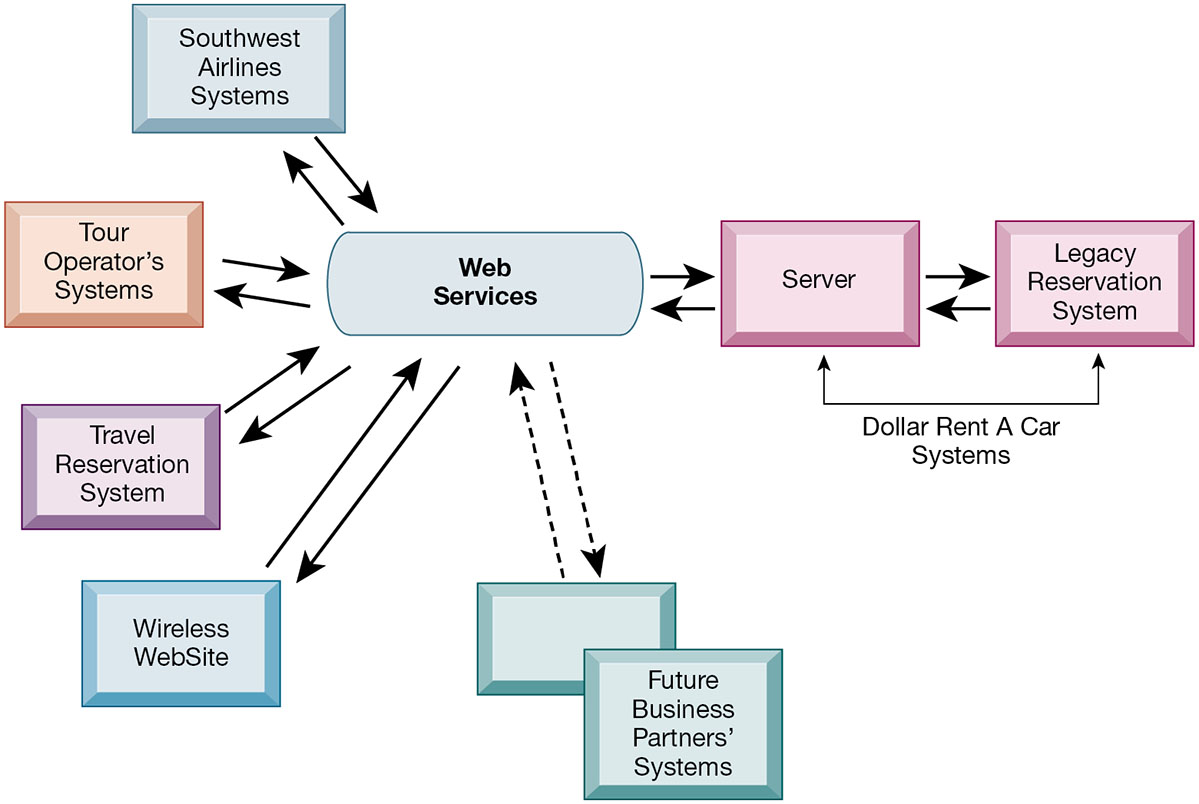 Southwest
Airlines
Systems
Tour
Operator’s
Systems
Web
Services
Server
Legacy
Reservation
System
Dollar Rent A Car
Systems
Travel
Reservation
System
Wireless
WebSite
Future
Business
Partners’
Systems